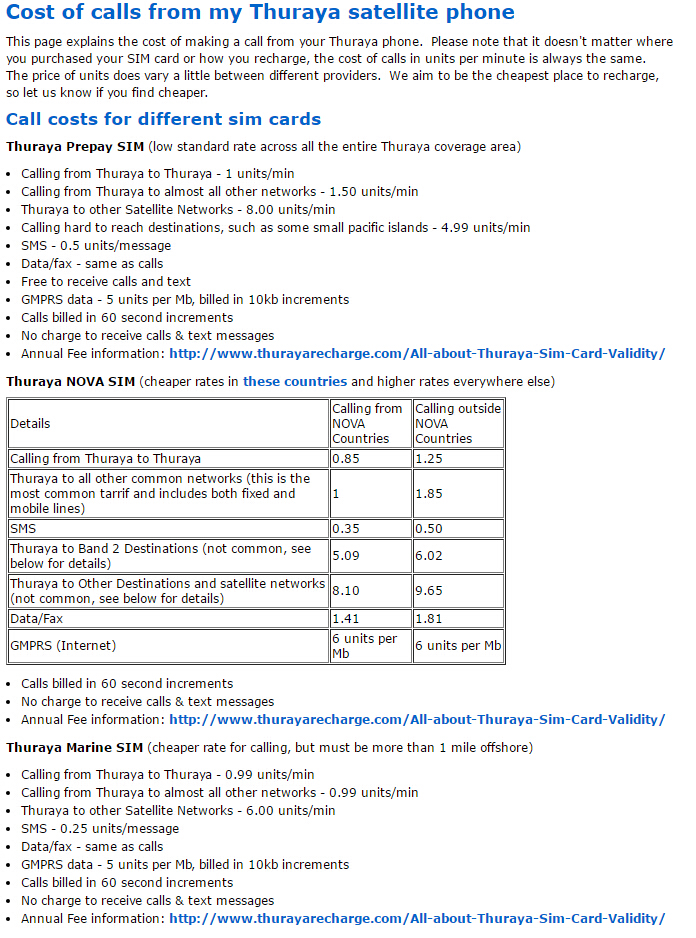 Cost of calls from my Thuraya satellite phone
This page explains the cost of making a call from your Thuraya phone.  Please note that it doesn't matter where
you purchased your SIM card or how you recharge, the cost of calls in units per minute is always the same.
The price of units does vary a little between different providers.  We aim to be the cheapest place to recharge,
so let us know if you find cheaper.
Call costs for different sim cards
Thuraya Prepay SIM (low standard rate across all the entire Thuraya coverage area)
• Calling from Thuraya to Thuraya - 1 units/min
• Calling from Thuraya to almost all other networks - 1.50 units/min
• Thuraya to other Satellite Networks - 8.00 units/min
• Calling hard to reach destinations, such as some small pacific islands - 4.99 units/min
• SMS - 0.5 units/message
• Data/fax - same as calls
• Free to receive calls and text
• GMPRS data - 5 units per Mb, billed in 10kb increments
• Calls billed in 60 second increments
• No charge to receive calls & text messages
• Annual Fee information: http://www.thurayarecharge.com/All-about-Thuraya-Sim-Card-Validity/
Thuraya NOVA SIM (cheaper rates in these countries and higher rates everywhere else)
Details
Calling from
NOVA
Countries
Calling outside
NOVA
Countries
Calling from Thuraya to Thuraya 0.85 1.25
Thuraya to all other common networks (this is the
most common tarrif and includes both fixed and
mobile lines)
1 1.85
SMS 0.35 0.50
Thuraya to Band 2 Destinations (not common, see
below for details)
5.09 6.02
Thuraya to Other Destinations and satellite networks
(not common, see below for details)
8.10 9.65
Data/Fax 1.41 1.81
GMPRS (Internet)
6 units per
Mb
6 units per Mb
• Calls billed in 60 second increments
• No charge to receive calls & text messages
• Annual Fee information: http://www.thurayarecharge.com/All-about-Thuraya-Sim-Card-Validity/
Thuraya Marine SIM (cheaper rate for calling, but must be more than 1 mile offshore)
• Calling from Thuraya to Thuraya - 0.99 units/min
• Calling from Thuraya to almost all other networks - 0.99 units/min
• Thuraya to other Satellite Networks - 6.00 units/min
• SMS - 0.25 units/message
• Data/fax - same as calls
• GMPRS data - 5 units per Mb, billed in 10kb increments
• Calls billed in 60 second increments
• No charge to receive calls & text messages
• Annual Fee information: http://www.thurayarecharge.com/All-about-Thuraya-Sim-Card-Validity/